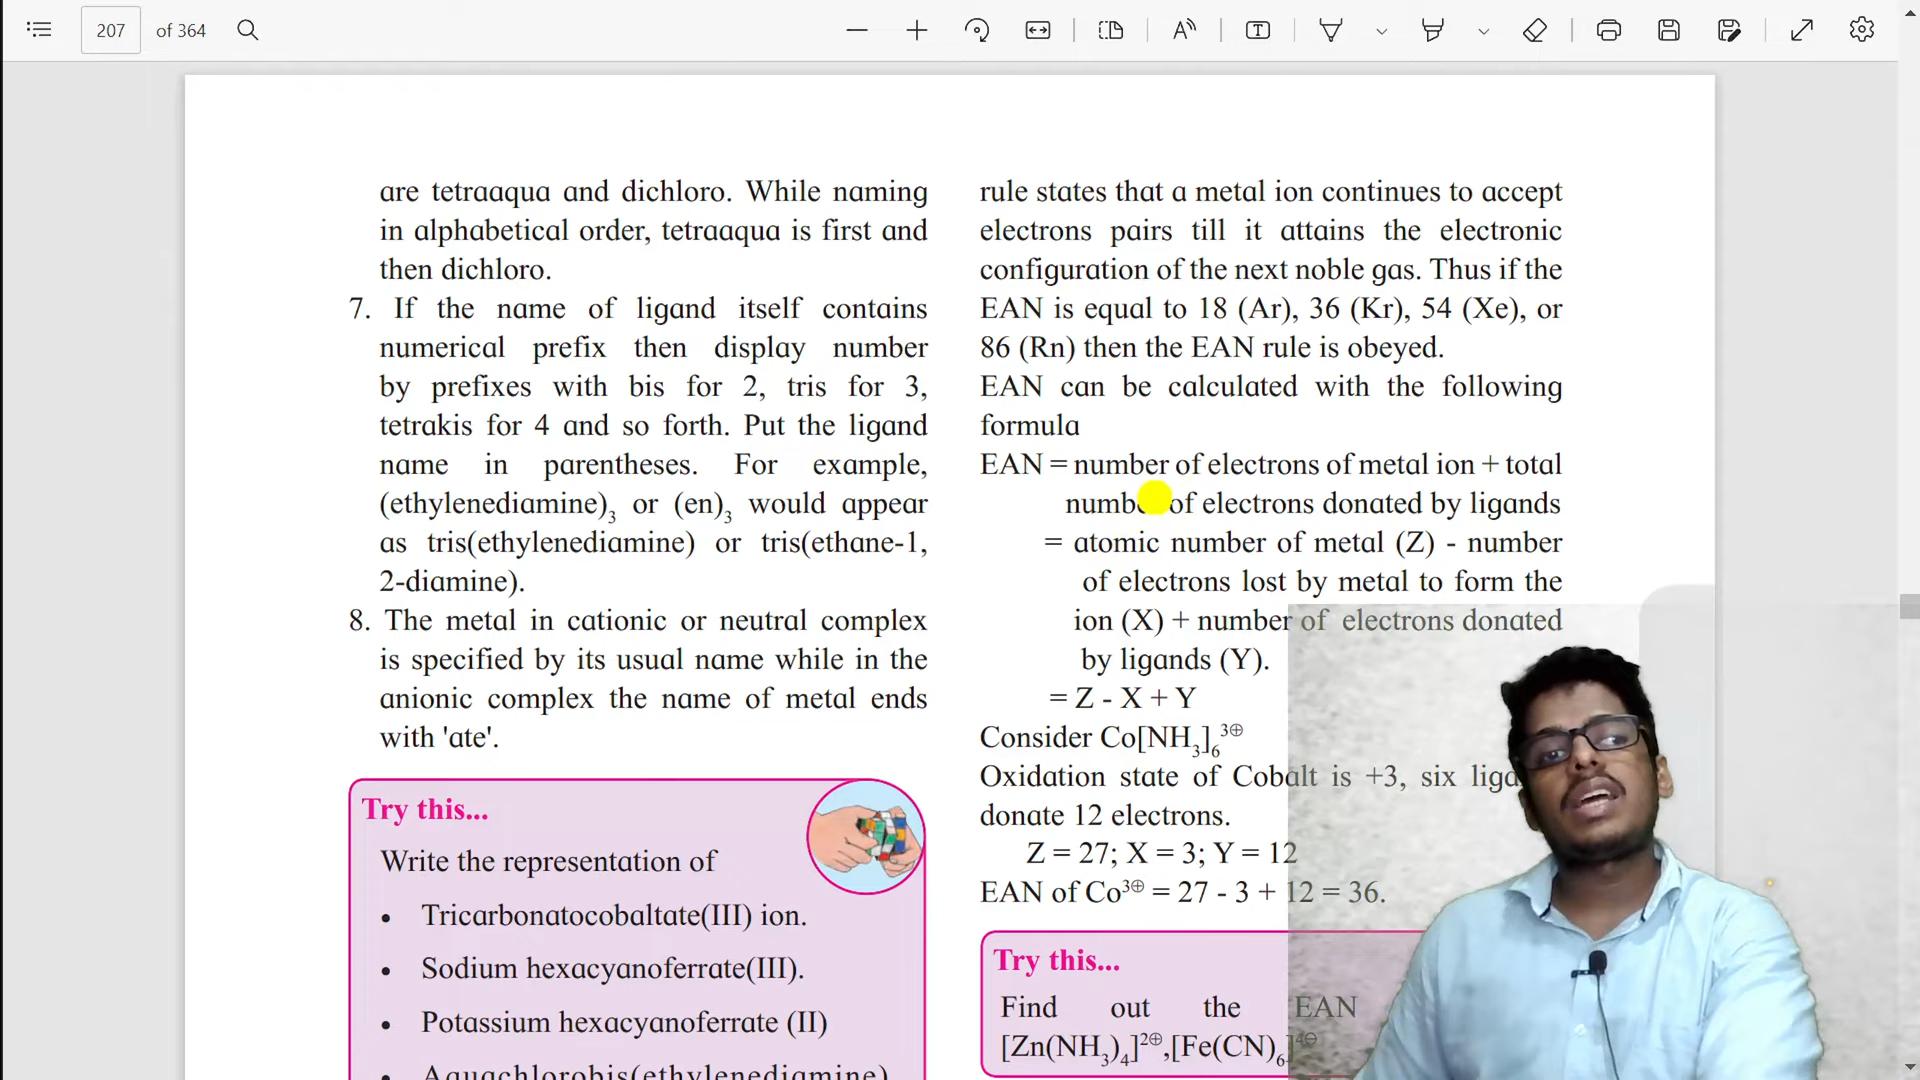 207 of 364
are tetraaqua and dichloro. While naming
in alphabetical order, tetraaqua is first and
then dichloro.
7. If the name of ligand itself contains
numerical prefix then display number
by prefixes with bis for 2, tris for 3,
tetrakis for 4 and so forth. Put the ligand
name in parentheses. For example,
(ethylenediamine)₃ or (en)₃ would appear
as tris(ethylenediamine) or tris(ethane-1,
2-diamine).
8. The metal in cationic or neutral complex
is specified by its usual name while in the
anionic complex the name of metal ends
with 'ate'.
Try this...
Write the representation of
• Tricarbonatocobaltate(III) ion.
• Sodium hexacyanoferrate(III).
• Potassium hexacyanoferrate (II)
• Aquachlorobis(ethylenediamine)
rule states that a metal ion continues to accept
electrons pairs till it attains the electronic
configuration of the next noble gas. Thus if the
EAN is equal to 18 (Ar), 36 (Kr), 54 (Xe), or
86 (Rn) then the EAN rule is obeyed.
EAN can be calculated with the following
formula
EAN = number of electrons of metal ion + total
number of electrons donated by ligands
= atomic number of metal (Z) - number
of electrons lost by metal to form the
ion (X) + number of electrons donated
by ligands (Y).
= Z - X + Y
Consider Co[NH₃]₆³⊕
Oxidation state of Cobalt is +3, six
donate 12 electrons.
Z = 27; X = 3; Y = 12
EAN of Co³⊕ = 27 - 3 + 12 = 36.
Try this...
Find out the EAN
[Zn(NH₃)₄]²⊕,[Fe(CN)₆]⁴⊖